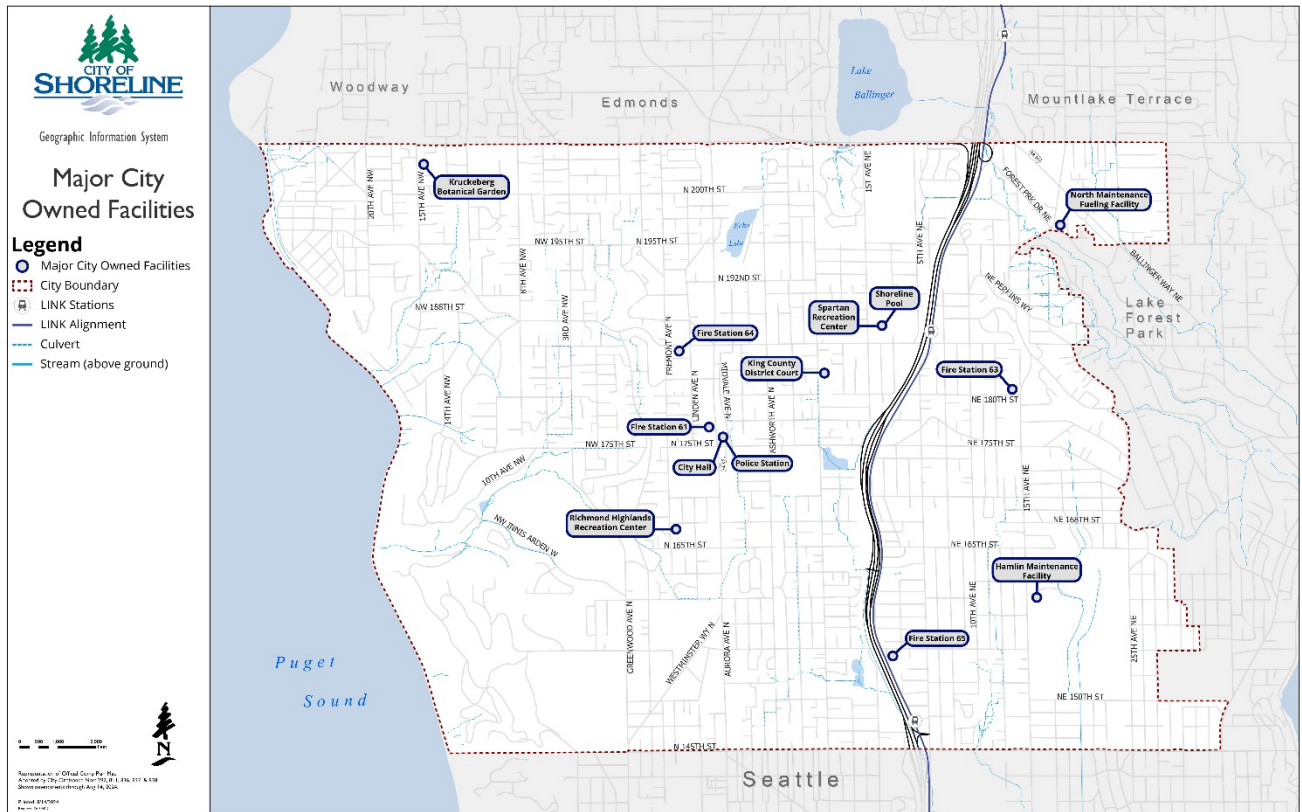 CITY OF
SHORELINE
Geographic Information System
Major City
Owned Facilities
Legend
Major City Owned Facilities
City Boundary
LINK Stations
LINK Alignment
Culvert
Stream (above ground)
N
Woodway
Edmonds
Lake
Ballinger
Mountlake Terrace
Kruckeberg
Botanical Garden
20TH AVE NW
15TH AVE NW
N 200TH ST
1ST AVE NE
FOREST PRK DR NE
North Maintenance
Fueling Facility
Echo
Lake
NW 195TH ST
N 195TH ST
8TH AVE NW
5TH AVE NE
BALLINGER WAY NE
N 192ND ST
NE PERKINS WY
NW 188TH ST
3RD AVE NW
Lake
Forest
Park
Shoreline
Pool
Spartan
Recreation
Center
Fire Station 64
FREMONT AVE N
King County
District Court
Fire Station 63
NE 180TH ST
14TH AVE NW
LINDEN AVE N
MIDVALE AVE N
ASHWORTH AVE N
Fire Station 61
NW 175TH ST
N 175TH ST
NE 175TH ST
City Hall
Police Station
10TH AVE NW
15TH AVE NE
NW INNIS ARDEN W
Richmond Highlands
Recreation Center
N 165TH ST
NE 168TH ST
NE 165TH ST
Hamlin Maintenance
Facility
10TH AVE NE
GREENWOOD AVE N
WESTMINSTER WY N
AURORA AVE N
Fire Station 65
25TH AVE NE
Puget
Sound
NE 150TH ST
N 145TH ST
Seattle